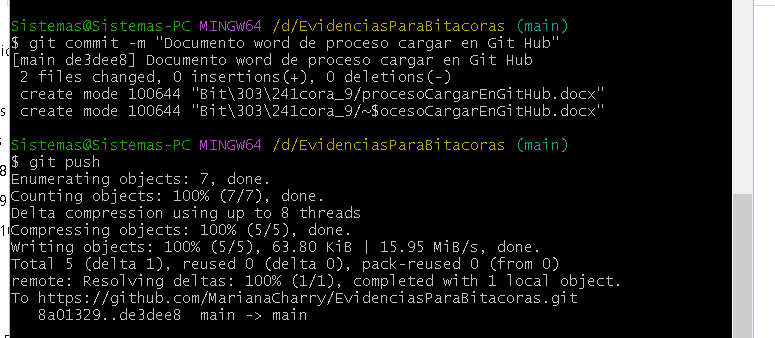 Sistemas@Sistemas-PC MINGW64 /d/EvidenciasParaBitacoras (main)
$ git commit -m "Documento word de proceso cargar en Git Hub"
[main de3dee8] Documento word de proceso cargar en Git Hub
 2 files changed, 0 insertions(+), 0 deletions(-)
 create mode 100644 "Bit\303\241cora_9/procesoCargarEnGitHub.docx"
 create mode 100644 "Bit\303\241cora_9/~$ocesoCargarEnGitHub.docx"

Sistemas@Sistemas-PC MINGW64 /d/EvidenciasParaBitacoras (main)
$ git push
Enumerating objects: 7, done.
Counting objects: 100% (7/7), done.
Delta compression using up to 8 threads
Compressing objects: 100% (5/5), done.
Writing objects: 100% (5/5), 63.80 KiB | 15.95 MiB/s, done.
Total 5 (delta 1), reused 0 (delta 0), pack-reused 0 (from 0)
remote: Resolving deltas: 100% (1/1), completed with 1 local object.
To https://github.com/MarianaCharry/EvidenciasParaBitacoras.git
   8a01329..de3dee8  main -> main